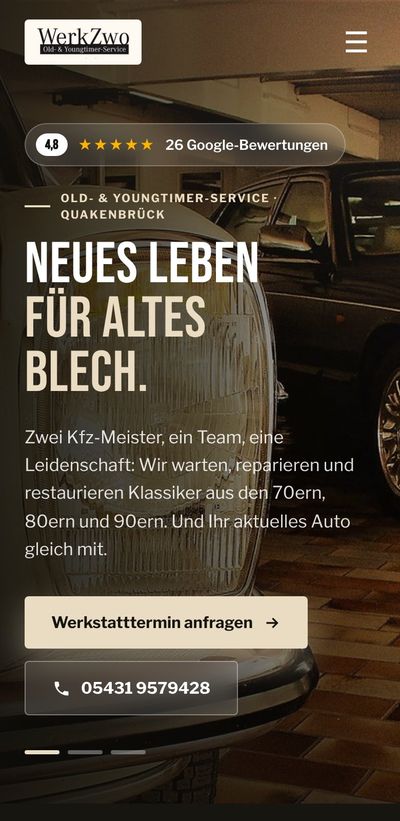 WerkZwo
Old- & Youngtimer-Service
4,8 ★★★★★ 26 Google-Bewertungen
OLD- & YOUNGTIMER-SERVICE ·
QUAKENBRÜCK
NEUES LEBEN
FÜR ALTES
BLECH.
Zwei Kfz-Meister, ein Team, eine
Leidenschaft: Wir warten, reparieren und
restaurieren Klassiker aus den 70ern,
80ern und 90ern. Und Ihr aktuelles Auto
gleich mit.
Werkstatttermin anfragen →
05431 9579428